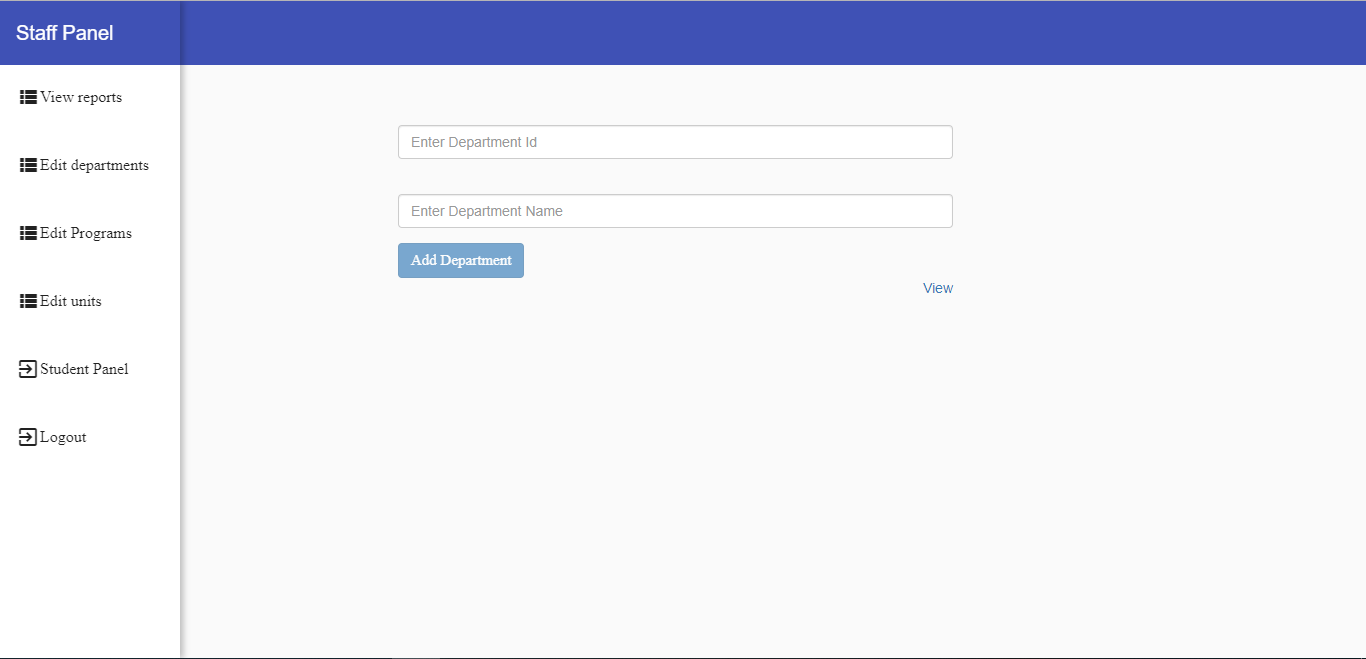 Staff Panel
View reports
Edit departments
Edit Programs
Edit units
Student Panel
Logout
Enter Department Id
Enter Department Name
Add Department
View